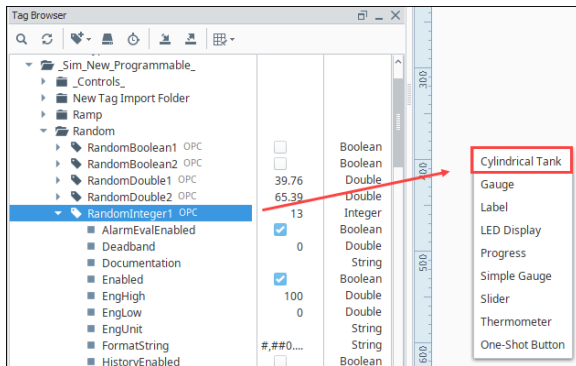 Tag Browser
_Sim_New_Programmable_
_Controls_
New Tag Import Folder
Ramp
Random
RandomBoolean1 OPC Boolean
RandomBoolean2 OPC Boolean
RandomDouble1 OPC 39.76 Double
RandomDouble2 OPC 65.39 Double
RandomInteger1 OPC 13 Integer
AlarmEvalEnabled Boolean
Deadband 0 Double
Documentation String
Enabled Boolean
EngHigh 100 Double
EngLow 0 Double
EngUnit String
FormatString #,##0.... String
HistoryEnabled Boolean
300
400
500
600
Cylindrical Tank
Gauge
Label
LED Display
Progress
Simple Gauge
Slider
Thermometer
One-Shot Button